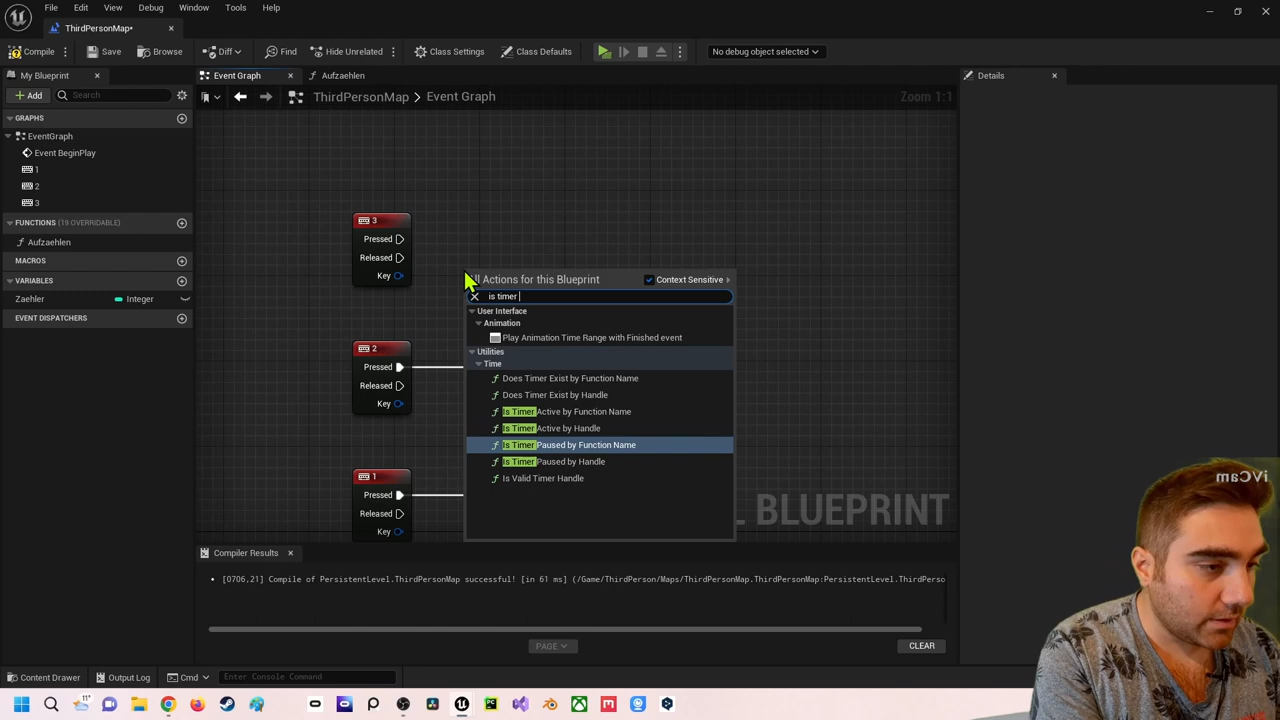 File Edit View Debug Window Tools Help
ThirdPersonMap*
Compile Save Browse Diff Find Hide Unrelated Class Settings Class Defaults No debug object selected
My Blueprint Event Graph Aufzaehlen Details
Add Search ThirdPersonMap > Event Graph Zoom 1:1
GRAPHS
EventGraph
Event BeginPlay
1
2
3
FUNCTIONS (19 OVERRIDABLE)
Aufzaehlen
MACROS
VARIABLES
Zaehler Integer
EVENT DISPATCHERS
3
Pressed
Released
Key
2
Pressed
Released
Key
1
Pressed
Released
Key
Actions for this Blueprint Context Sensitive
is timer
User Interface
Animation
Play Animation Time Range with Finished event
Utilities
Time
Does Timer Exist by Function Name
Does Timer Exist by Handle
Is Timer Active by Function Name
Is Timer Active by Handle
Is Timer Paused by Function Name
Is Timer Paused by Handle
Is Valid Timer Handle
BLUEPRINT
Compiler Results
[0706,21] Compile of PersistentLevel.ThirdPersonMap successful! [in 61 ms] (/Game/ThirdPerson/Maps/ThirdPersonMap.ThirdPersonMap:PersistentLevel.ThirdPerso
PAGE CLEAR
Content Drawer Output Log Cmd Enter Console Command
iVCam
11°